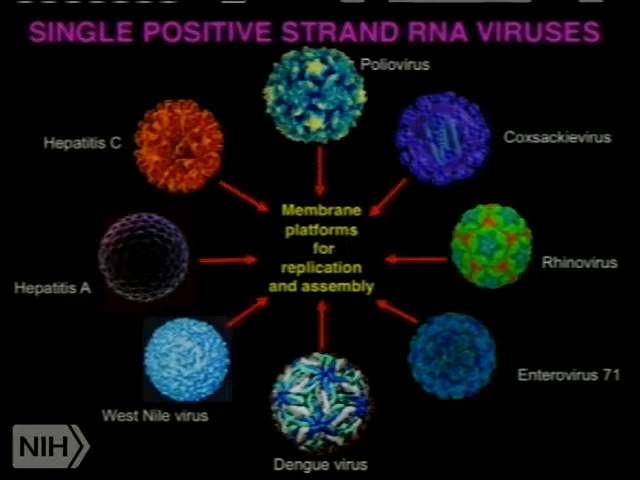 SINGLE POSITIVE STRAND RNA VIRUSES
Poliovirus
Hepatitis C
Coxsackievirus
Membrane
platforms
for
replication
and assembly
Rhinovirus
Hepatitis A
Enterovirus 71
West Nile virus
Dengue virus
NIH